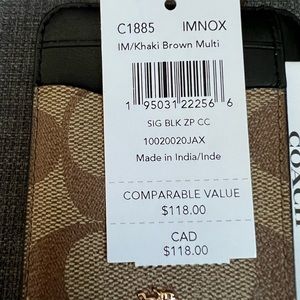 C1885 IMNOX
IM/Khaki Brown Multi
1 95031 22256 6
SIG BLK ZP CC
10020020JAX
Made in India/Inde
COMPARABLE VALUE
$118.00
CAD
$118.00
COACH